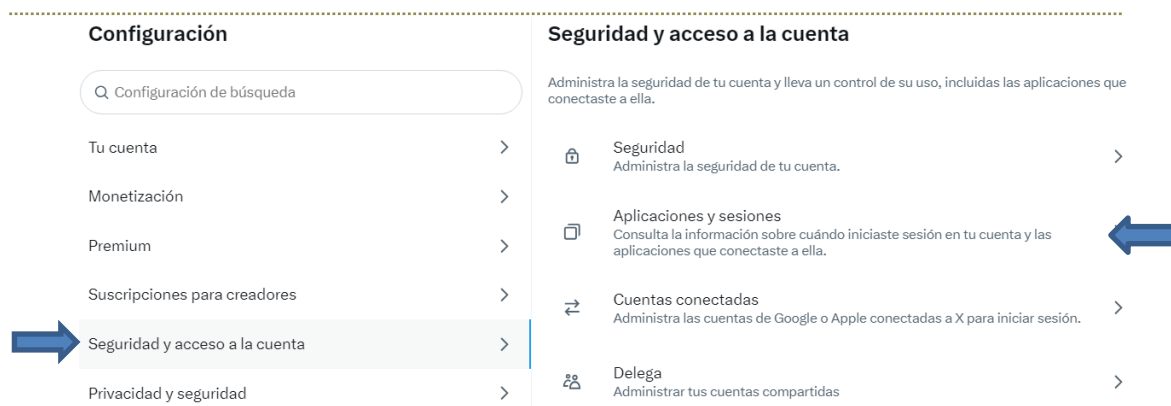 Configuración
Configuración de búsqueda
Tu cuenta
Monetización
Premium
Suscripciones para creadores
Seguridad y acceso a la cuenta
Privacidad y seguridad
Seguridad y acceso a la cuenta
Administra la seguridad de tu cuenta y lleva un control de su uso, incluidas las aplicaciones que
conectaste a ella.
Seguridad
Administra la seguridad de tu cuenta.
Aplicaciones y sesiones
Consulta la información sobre cuándo iniciaste sesión en tu cuenta y las
aplicaciones que conectaste a ella.
Cuentas conectadas
Administra las cuentas de Google o Apple conectadas a X para iniciar sesión.
Delega
Administrar tus cuentas compartidas